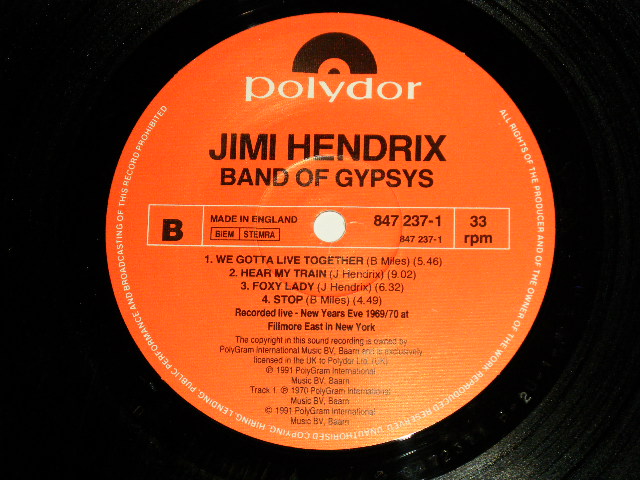 polydor
JIMI HENDRIX
BAND OF GYPSYS
B
MADE IN ENGLAND
BIEM STEMRA
847 237-1
847 237-1
33
rpm
1. WE GOTTA LIVE TOGETHER (B Miles) (5.46)
2. HEAR MY TRAIN (J Hendrix) (9.02)
3. FOXY LADY (J Hendrix) (6.32)
4. STOP (B Miles) (4.49)
Recorded live - New Years Eve 1969/70 at
Fillmore East in New York
The copyright in this sound recording is owned by
PolyGram International Music BV, Baarn and is exclusively
licensed in the UK to Polydor Ltd. (UK).
℗ 1991 PolyGram International
Music BV, Baarn
Track 1 ℗ 1970 PolyGram International
Music BV, Baarn
© 1991 PolyGram International
Music BV, Baarn
ALL RIGHTS OF THE PRODUCER AND OF THE OWNER OF THE WORK REPRODUCED RESERVED. UNAUTHORISED COPYING, HIRING, LENDING, PUBLIC PERFORMANCE AND BROADCASTING OF THIS RECORD PROHIBITED
2